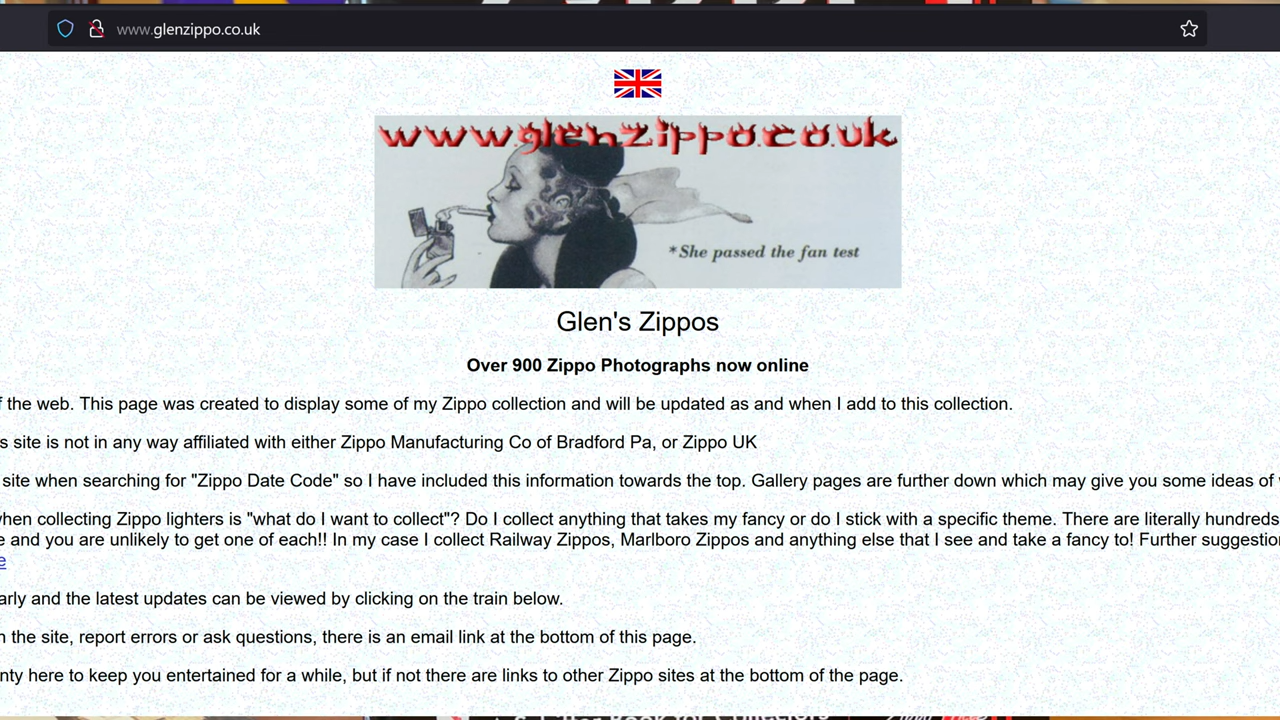 www.glenzippo.co.uk
www.glenzippo.co.uk
*She passed the fan test
Glen's Zippos
Over 900 Zippo Photographs now online
the web. This page was created to display some of my Zippo collection and will be updated as and when I add to this collection.
site is not in any way affiliated with either Zippo Manufacturing Co of Bradford Pa, or Zippo UK
site when searching for "Zippo Date Code" so I have included this information towards the top. Gallery pages are further down which may give you some ideas of
when collecting Zippo lighters is "what do I want to collect"? Do I collect anything that takes my fancy or do I stick with a specific theme. There are literally hundreds
and you are unlikely to get one of each!! In my case I collect Railway Zippos, Marlboro Zippos and anything else that I see and take a fancy to! Further
and the latest updates can be viewed by clicking on the train below.
the site, report errors or ask questions, there is an email link at the bottom of this page.
here to keep you entertained for a while, but if not there are links to other Zippo sites at the bottom of the page.